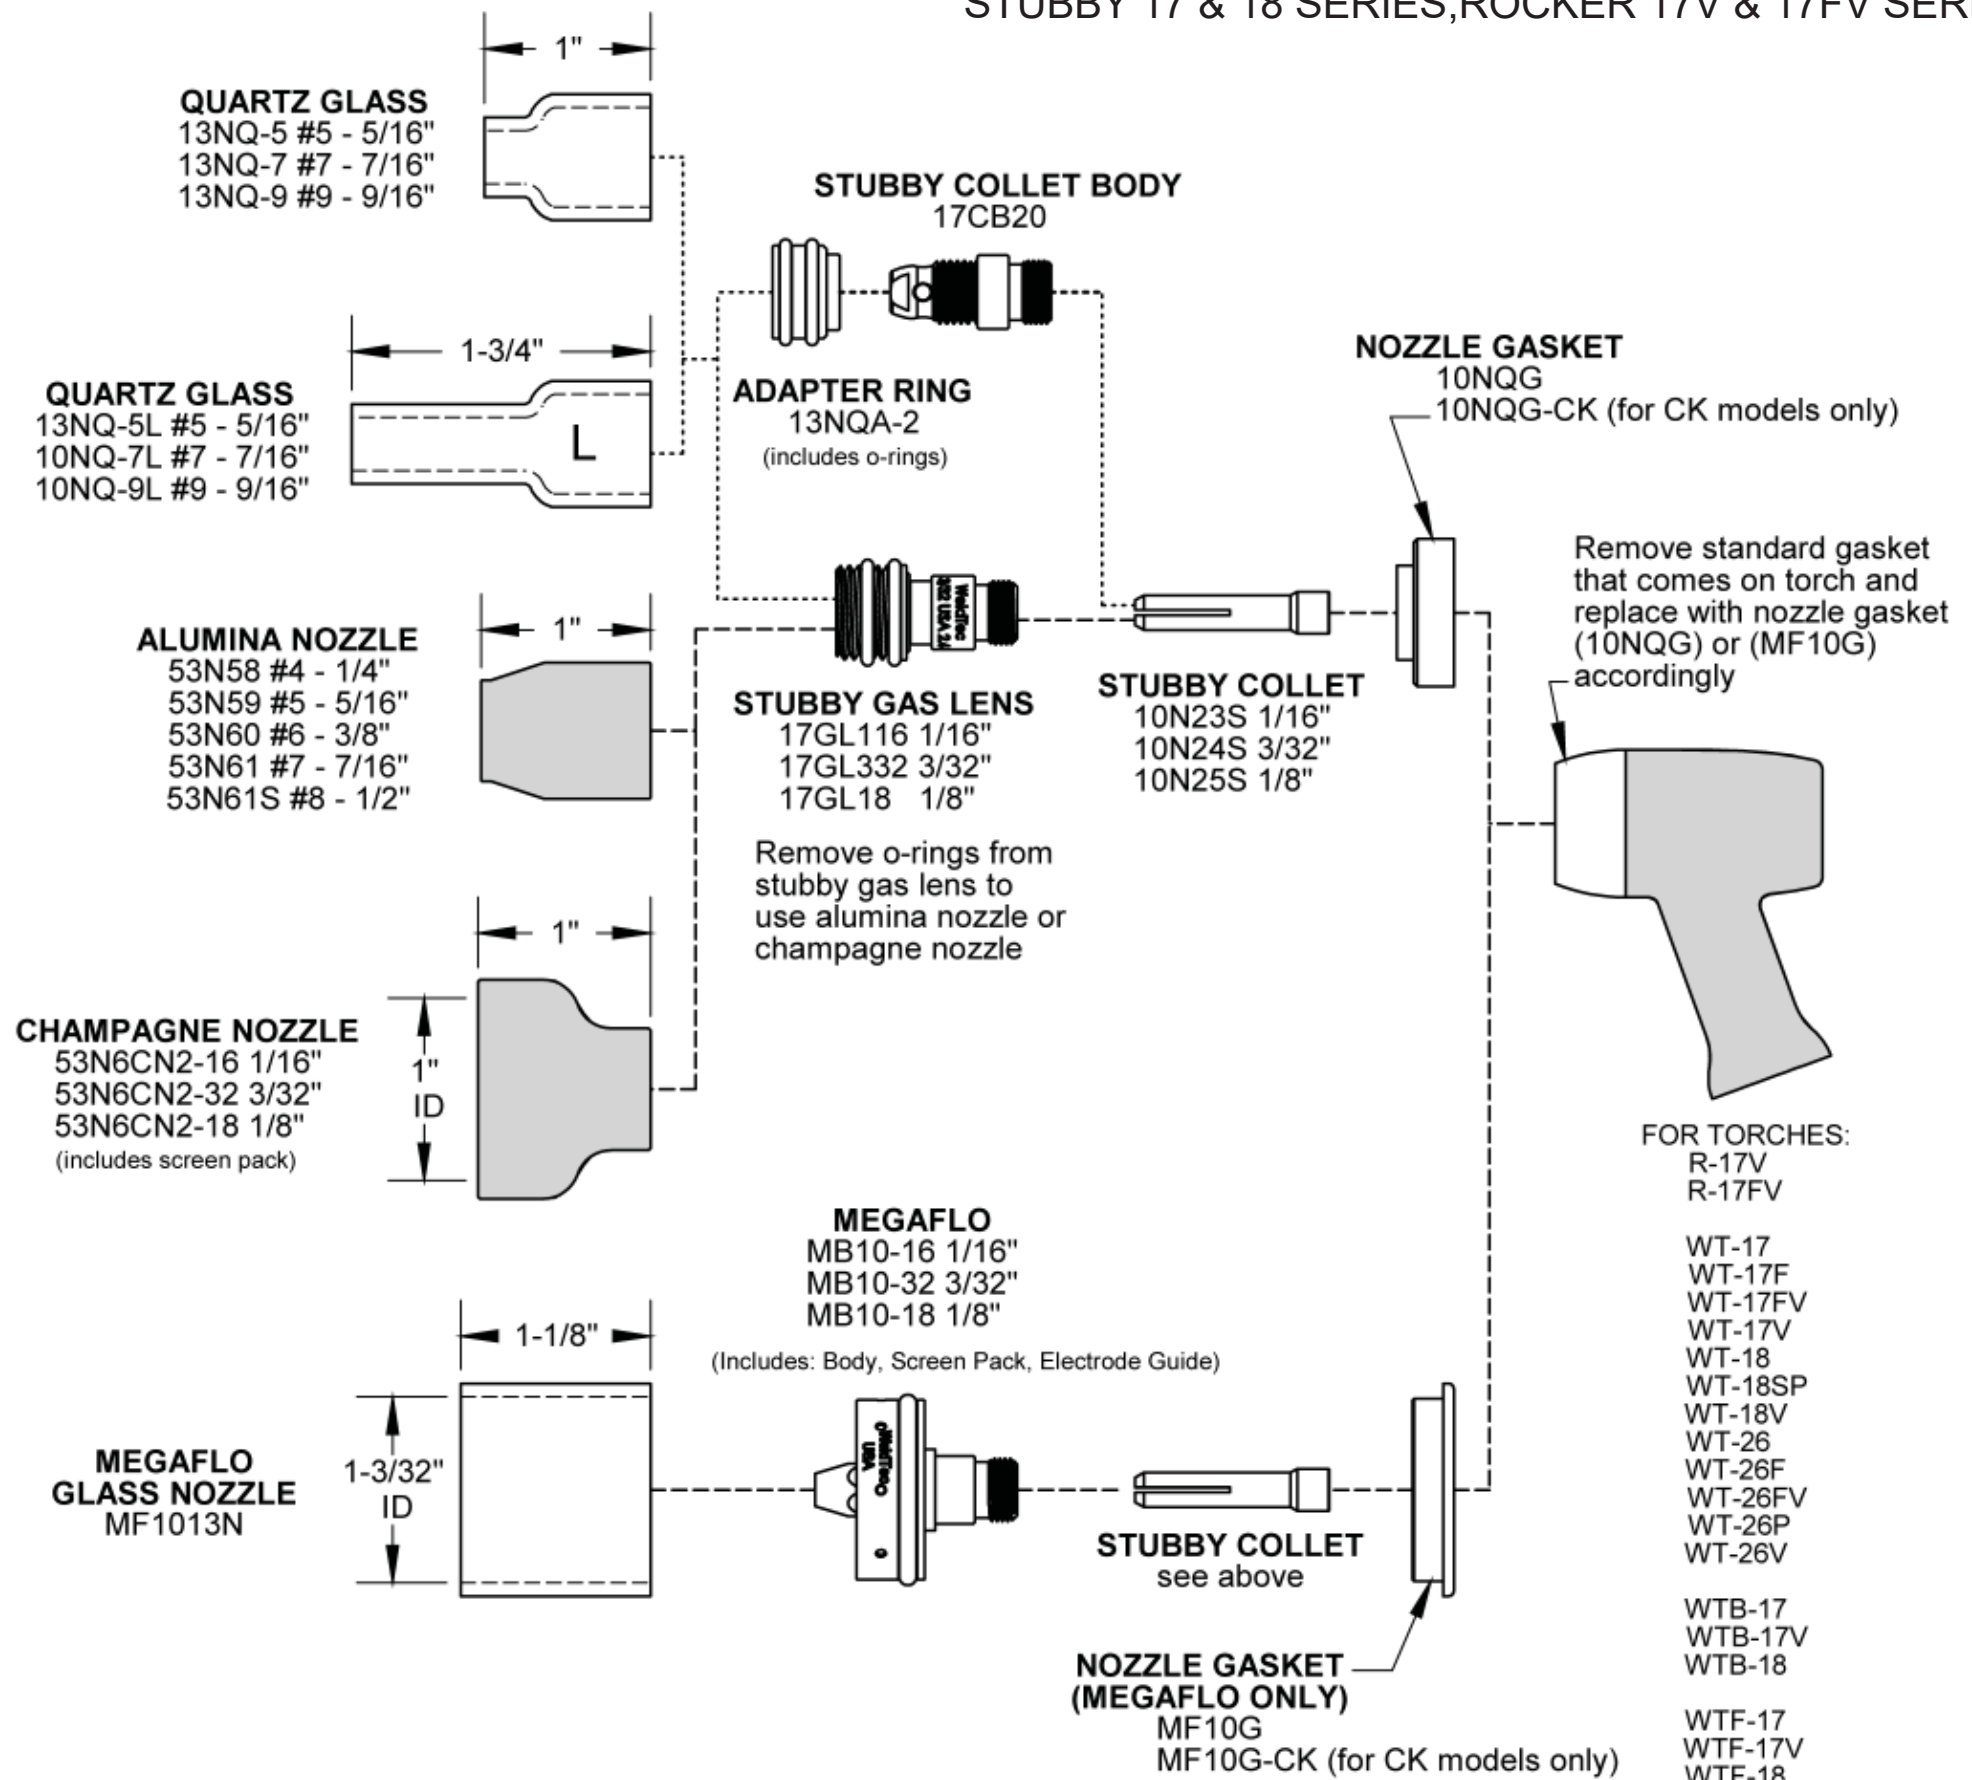 STUBBY 17 & 18 SERIES,ROCKER 17V & 17FV
1"
QUARTZ GLASS
13NQ-5 #5 - 5/16"
13NQ-7 #7 - 7/16"
13NQ-9 #9 - 9/16"
STUBBY COLLET BODY
17CB20
1-3/4"
QUARTZ GLASS
13NQ-5L #5 - 5/16"
10NQ-7L #7 - 7/16"
10NQ-9L #9 - 9/16"
L
ADAPTER RING
13NQA-2
(includes o-rings)
NOZZLE GASKET
10NQG
10NQG-CK (for CK models only)
Remove standard gasket
that comes on torch and
replace with nozzle gasket
(10NQG) or (MF10G)
accordingly
1"
ALUMINA NOZZLE
53N58 #4 - 1/4"
53N59 #5 - 5/16"
53N60 #6 - 3/8"
53N61 #7 - 7/16"
53N61S #8 - 1/2"
WeldTec
3/32 USA
STUBBY GAS LENS
17GL116 1/16"
17GL332 3/32"
17GL18 1/8"
Remove o-rings from
stubby gas lens to
use alumina nozzle or
champagne nozzle
STUBBY COLLET
10N23S 1/16"
10N24S 3/32"
10N25S 1/8"
1"
CHAMPAGNE NOZZLE
53N6CN2-16 1/16"
53N6CN2-32 3/32"
53N6CN2-18 1/8"
(includes screen pack)
1"
ID
MEGAFLO
MB10-16 1/16"
MB10-32 3/32"
MB10-18 1/8"
(Includes: Body, Screen Pack, Electrode Guide)
1-1/8"
MEGAFLO
GLASS NOZZLE
MF1013N
1-3/32"
ID
WeldTec
USA
STUBBY COLLET
see above
NOZZLE GASKET
(MEGAFLO ONLY)
MF10G
MF10G-CK (for CK models only)
FOR TORCHES:
R-17V
R-17FV
WT-17
WT-17F
WT-17FV
WT-17V
WT-18
WT-18SP
WT-18V
WT-26
WT-26F
WT-26FV
WT-26P
WT-26V
WTB-17
WTB-17V
WTB-18
WTF-17
WTF-17V
WTF-18